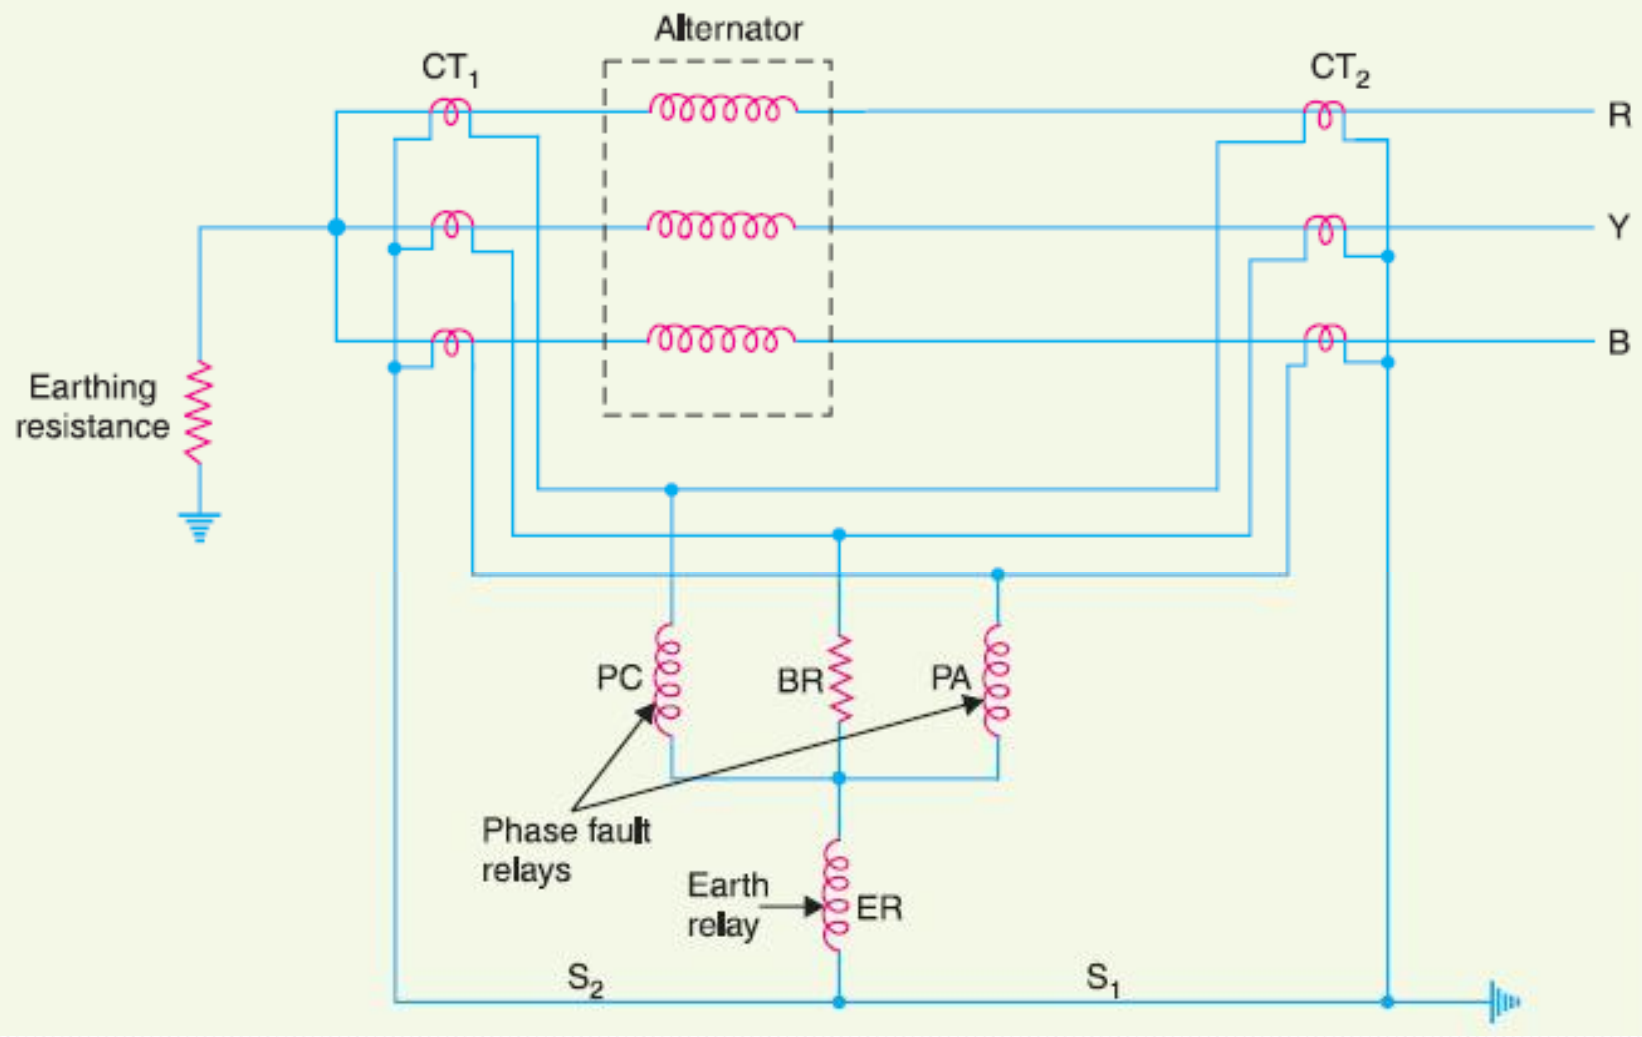 Alternator
CT1
CT2
R
Y
B
Earthing
resistance
PC
BR
PA
Phase fault
relays
Earth
relay
ER
S2
S1